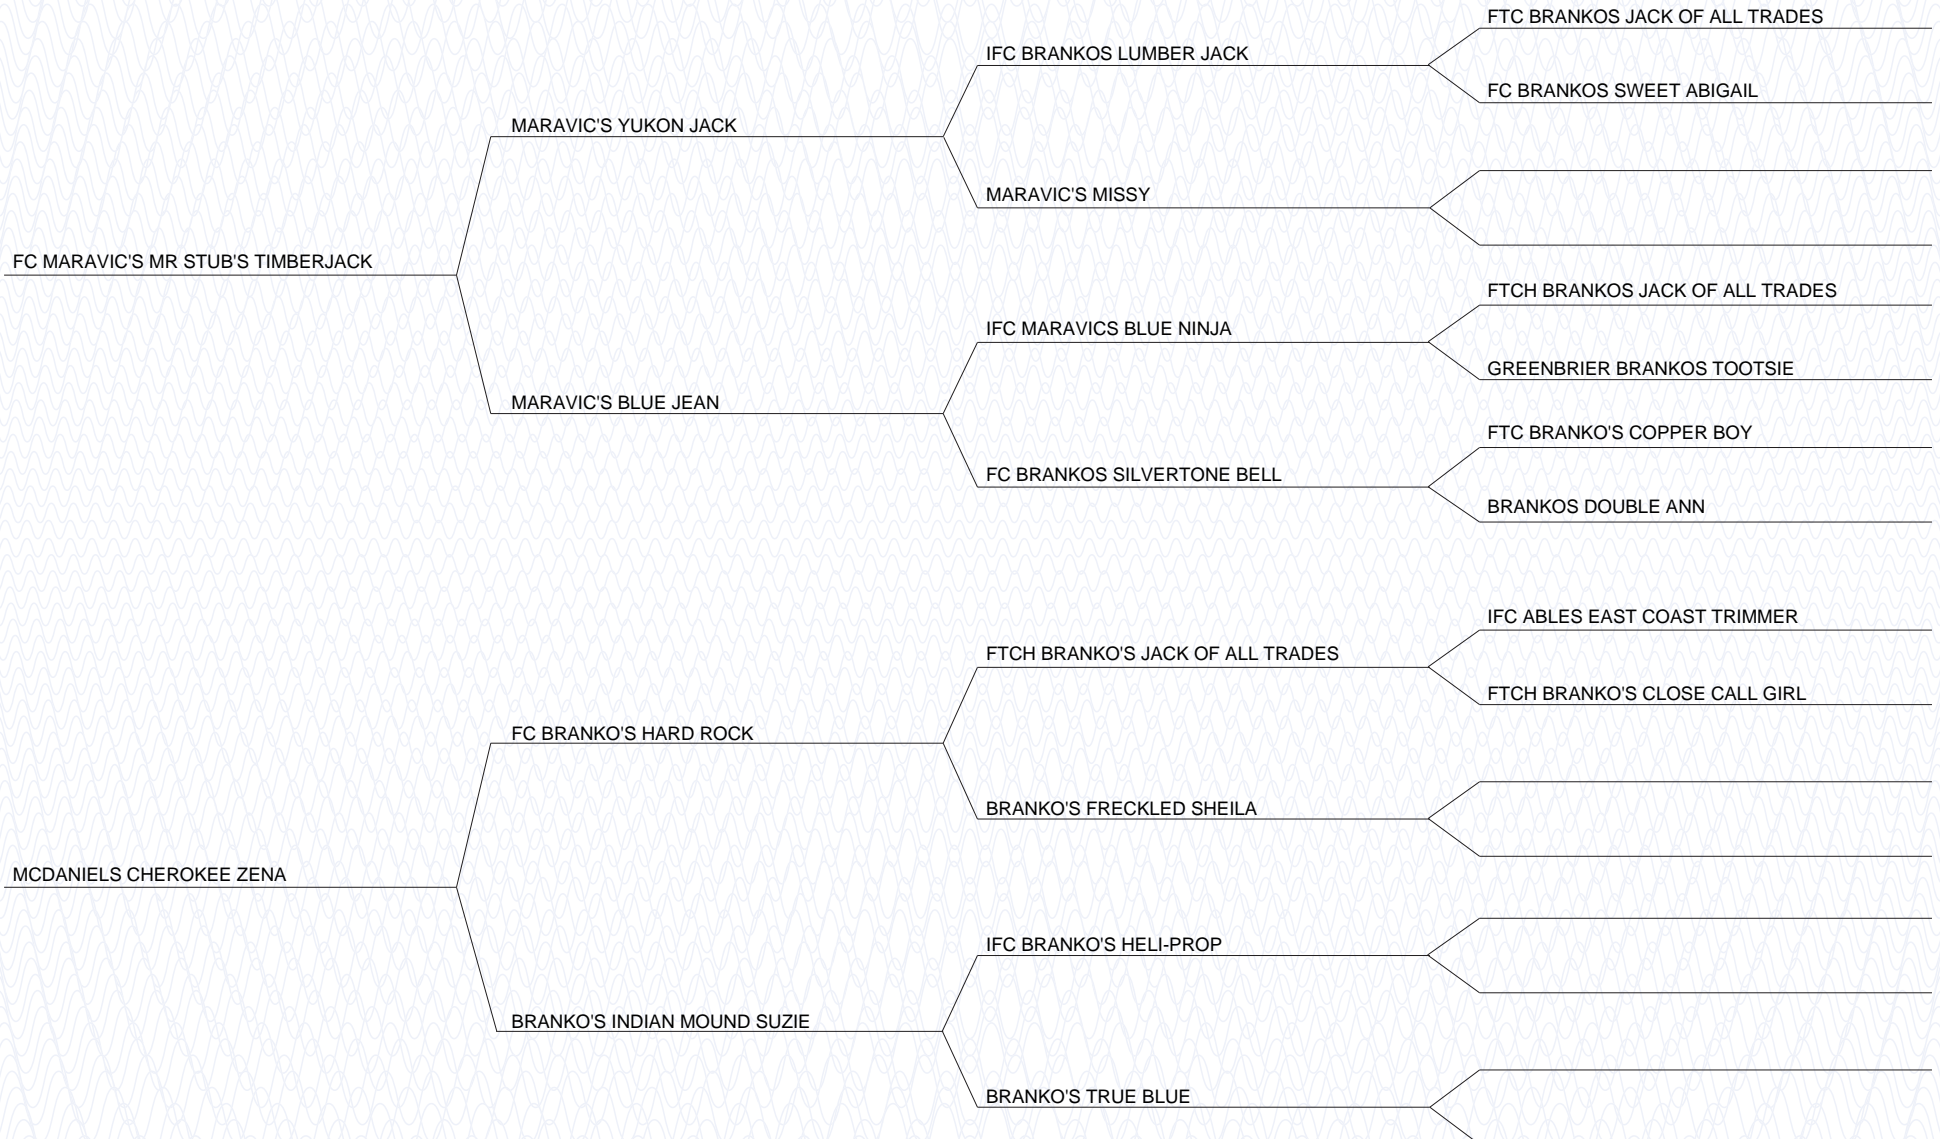 FTC BRANKOS JACK OF ALL TRADES
IFC BRANKOS LUMBER JACK
FC BRANKOS SWEET ABIGAIL
MARAVIC'S YUKON JACK
MARAVIC'S MISSY
FC MARAVIC'S MR STUB'S TIMBERJACK
FTCH BRANKOS JACK OF ALL TRADES
IFC MARAVICS BLUE NINJA
GREENBRIER BRANKOS TOOTSIE
MARAVIC'S BLUE JEAN
FTC BRANKO'S COPPER BOY
FC BRANKOS SILVERTONE BELL
BRANKOS DOUBLE ANN
IFC ABLES EAST COAST TRIMMER
FTCH BRANKO'S JACK OF ALL TRADES
FTCH BRANKO'S CLOSE CALL GIRL
FC BRANKO'S HARD ROCK
BRANKO'S FRECKLED SHEILA
MCDANIELS CHEROKEE ZENA
IFC BRANKO'S HELI-PROP
BRANKO'S INDIAN MOUND SUZIE
BRANKO'S TRUE BLUE